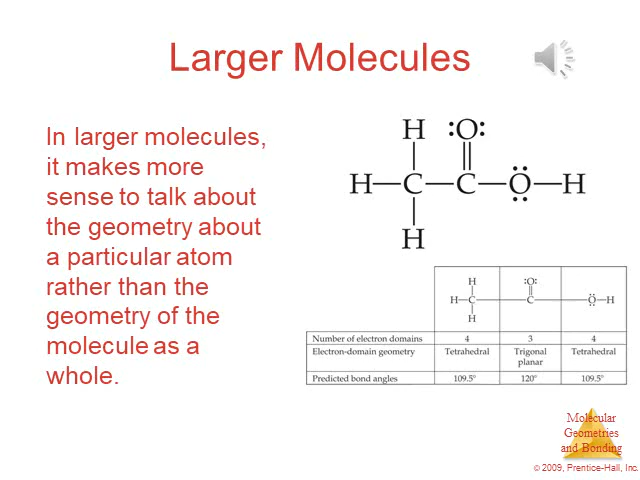 Larger Molecules
In larger molecules,
it makes more
sense to talk about
the geometry about
a particular atom
rather than the
geometry of the
molecule as a
whole.
H :O:
H—C—C—Ö—H
H
H :O:
H—C— C —Ö—H
H
Number of electron domains 4 3 4
Electron-domain geometry Tetrahedral Trigonal planar Tetrahedral
Predicted bond angles 109.5° 120° 109.5°
Molecular
Geometries
and Bonding
© 2009, Prentice-Hall, Inc.